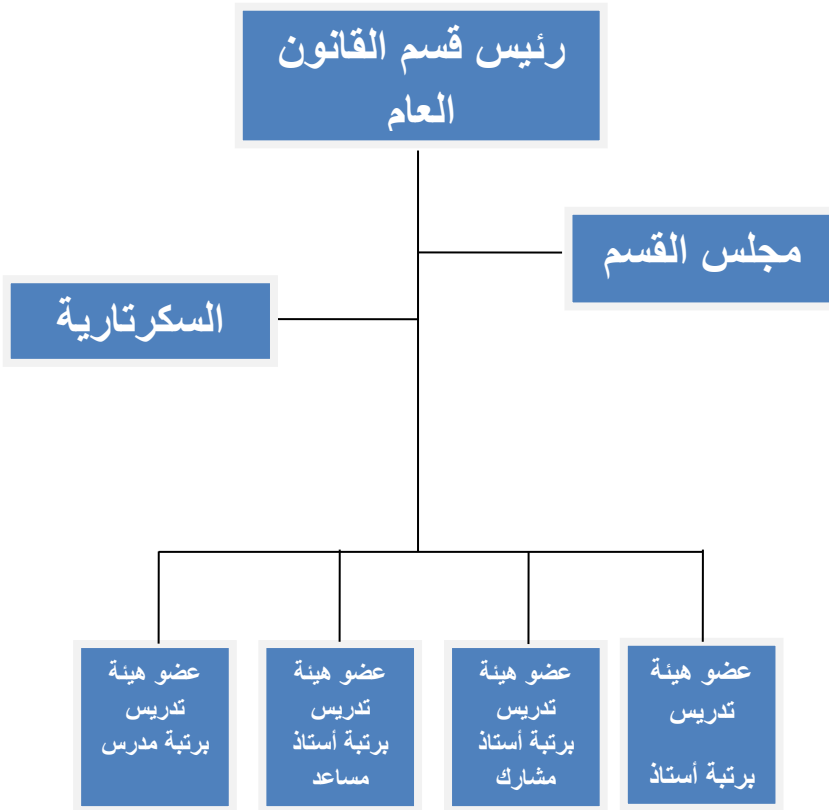 رئيس قسم القانون
العام
مجلس القسم
السكرتارية
عضو هيئة
تدريس
برتبة أستاذ
عضو هيئة
تدريس
برتبة أستاذ
مشارك
عضو هيئة
تدريس
برتبة أستاذ
مساعد
عضو هيئة
تدريس
برتبة مدرس